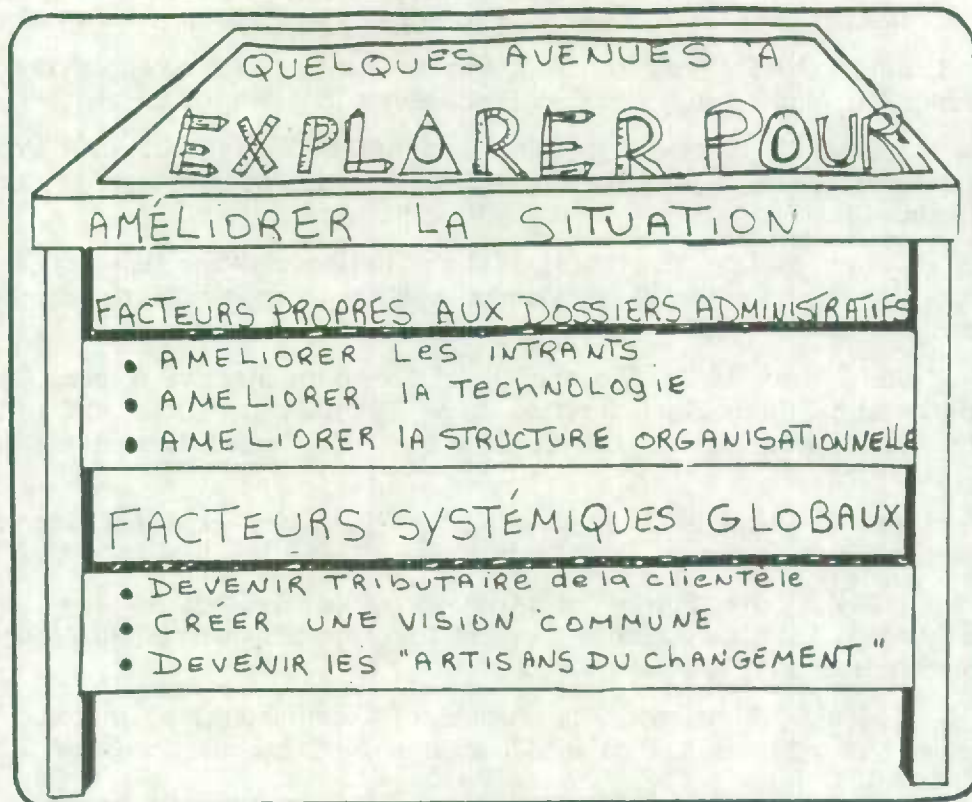 QUELQUES AVENUES À
EXPLORER POUR
AMÉLIORER LA SITUATION
FACTEURS PROPRES AUX DOSSIERS ADMINISTRATIFS
• AMELIORER LES INTRANTS
• AMELIORER lA TECHNOLOGIE
• AMELIORER lA STRUCTURE ORGANISATIONNELLE
FACTEURS SYSTÉMIQUES GLOBAUX
• DEVENIR TRIBUTAIRE de la clientèle
• CRÉER UNE VISION COMMUNE
• DEVENIR lES "ARTISANS DU CHANGEMENT"